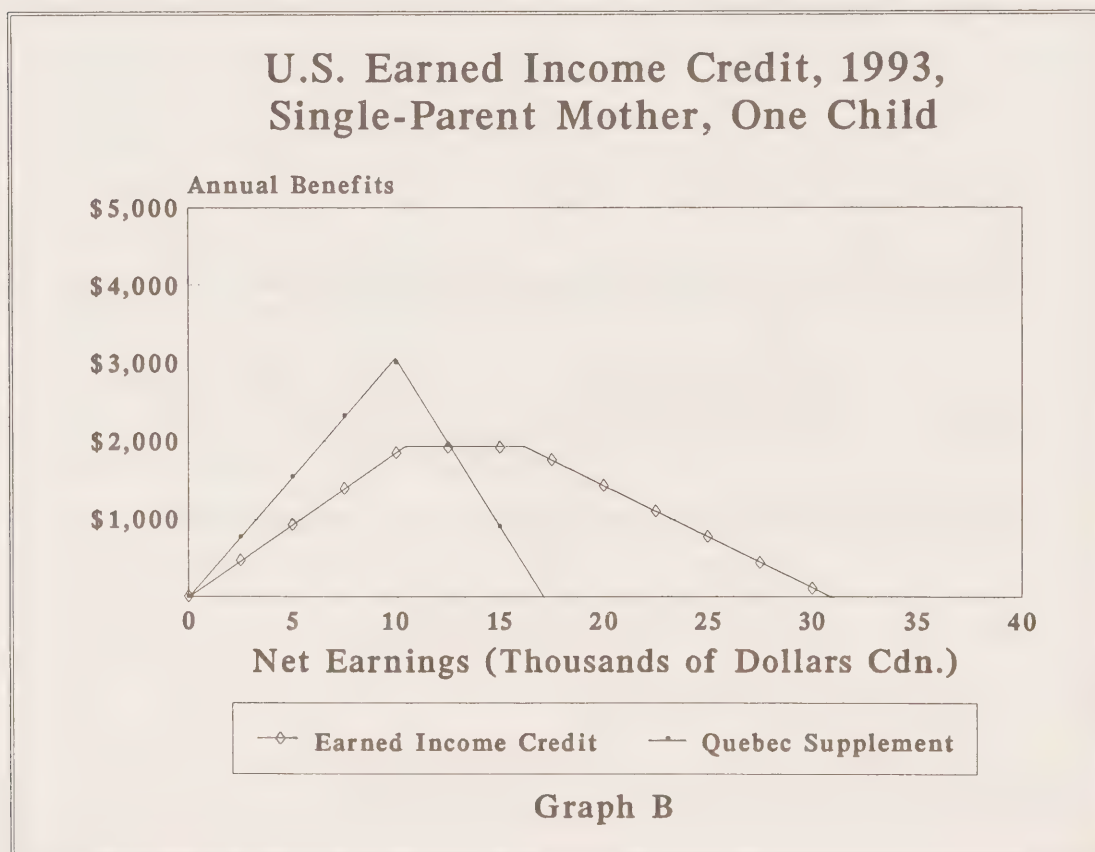 U.S. Earned Income Credit, 1993,
Single-Parent Mother, One Child
Annual Benefits
$5,000
$4,000
$3,000
$2,000
$1,000
0 5 10 15 20 25 30 35 40
Net Earnings (Thousands of Dollars Cdn.)
Earned Income Credit Quebec Supplement
Graph B